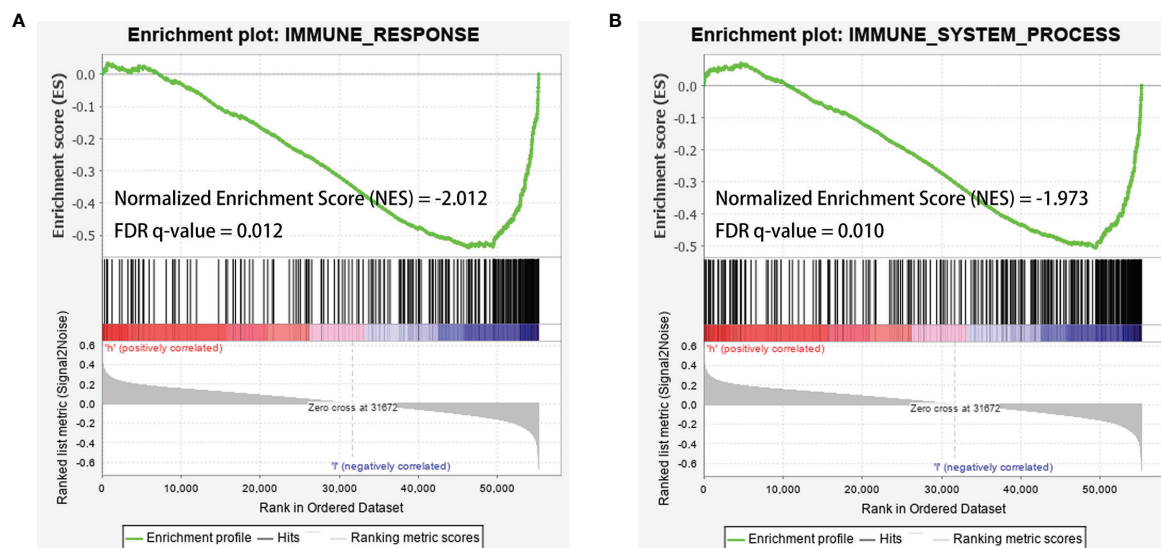 A
Enrichment plot: IMMUNE_RESPONSE
Enrichment score (ES)
0.0
-0.1
-0.2
-0.3
-0.4
-0.5
Normalized Enrichment Score (NES) = -2.012
FDR q-value = 0.012
Ranked list metric (Signal2Noise)
0.6
0.4
0.2
0.0
-0.2
-0.4
-0.6
'h' (positively correlated)
Zero cross at 31672
'l' (negatively correlated)
0 10,000 20,000 30,000 40,000 50,000
Rank in Ordered Dataset
Enrichment profile Hits Ranking metric scores
B
Enrichment plot: IMMUNE_SYSTEM_PROCESS
Enrichment score (ES)
0.0
-0.1
-0.2
-0.3
-0.4
-0.5
Normalized Enrichment Score (NES) = -1.973
FDR q-value = 0.010
Ranked list metric (Signal2Noise)
0.6
0.4
0.2
0.0
-0.2
-0.4
-0.6
'h' (positively correlated)
Zero cross at 31672
'l' (negatively correlated)
0 10,000 20,000 30,000 40,000 50,000
Rank in Ordered Dataset
Enrichment profile Hits Ranking metric scores